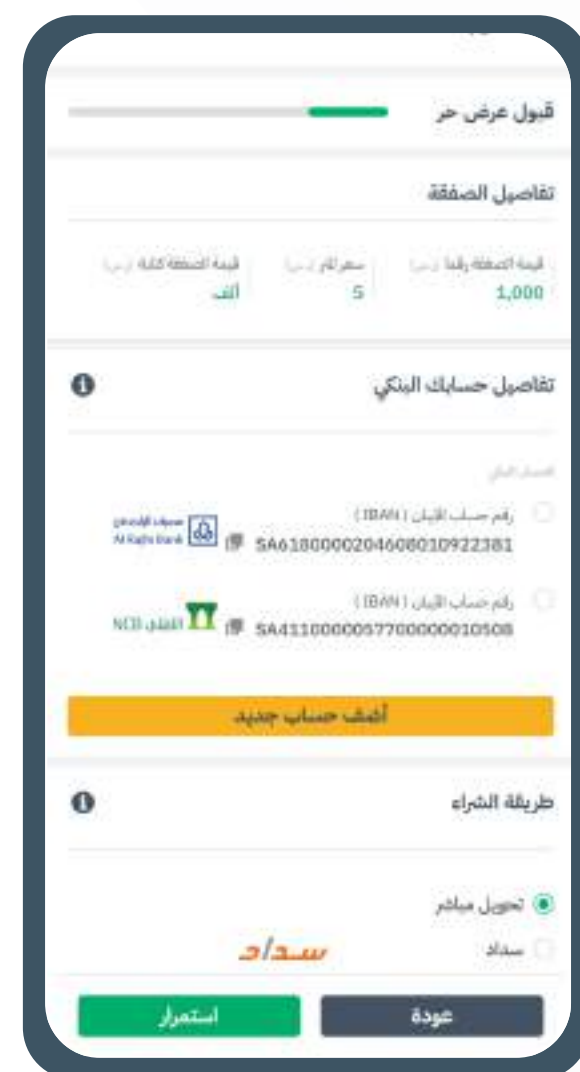 قبول عرض حر
تفاصيل الصفقة
قيمة الصفقة رقما (ر.س) سعر المتر (ر.س) قيمة الصفقة كتابة (ر.س)
1,000 5 ألف
تفاصيل حسابك البنكي
رقم حساب الآيبان ( IBAN )
SA6180000204608010922381
مصرف الراجحي
Al Rajhi Bank
رقم حساب الآيبان ( IBAN )
SA4110000057700000010508
الأهلي NCB
أضف حساب جديد
طريقة الشراء
تحويل مباشر
سداد سداد
عودة استمرار